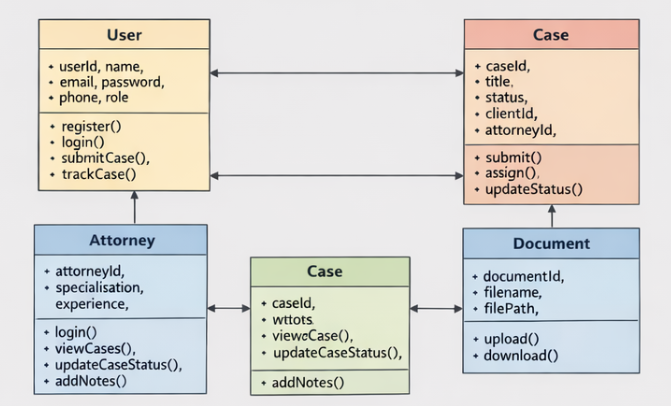 User
+ userId, name,
+ email, password,
+ phone, role
+ register()
+ login()
+ submitCase(),
+ trackCase()
Case
+ caseId,
+ title,
+ status,
+ clientId,
+ attorneyId,
+ submit()
+ assign(),
+ updateStatus()
Attorney
+ attorneyId,
+ specialisation,
experience,
+ login()
+ viewCases(),
+ updateCaseStatus(),
+ addNotes()
Case
+ caseId,
+ wttots
+ viewcCase(),
+ updateCaseStatus(),
+ addNotes()
Document
+ documentId,
+ filename,
+ filePath,
+ upload()
+ download()